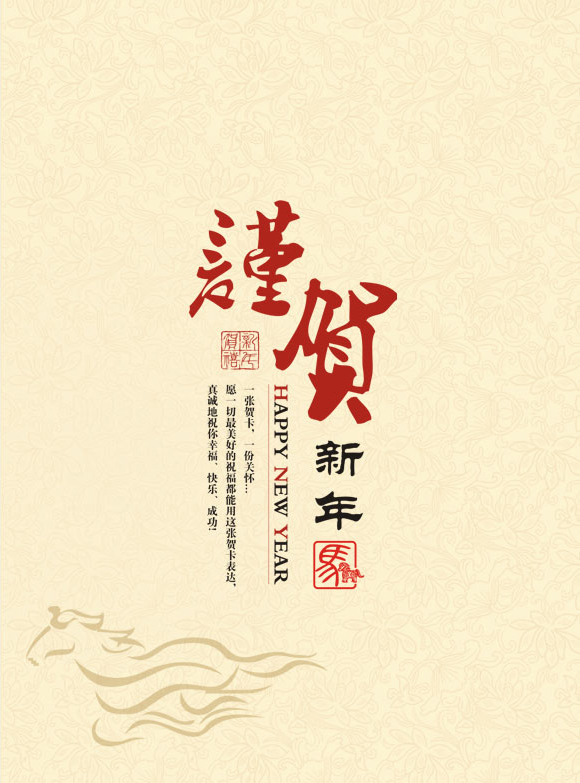 謹賀
新年
馬
HAPPY NEW YEAR
新年
賀禧
一张贺卡，一份关怀…
愿一切最美好的祝福都能用这张贺卡表达，
真诚地祝你幸福、快乐、成功！